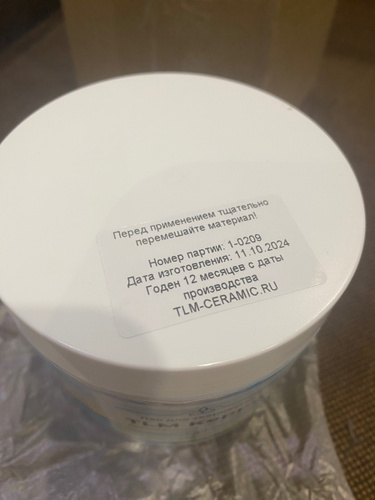 Перед применением тщательно
перемешайте материал!
Номер партии: 1-0209
Дата изготовления: 11.10.2024
Годен 12 месяцев с даты
производства
TLM-CERAMIC.RU
TLM